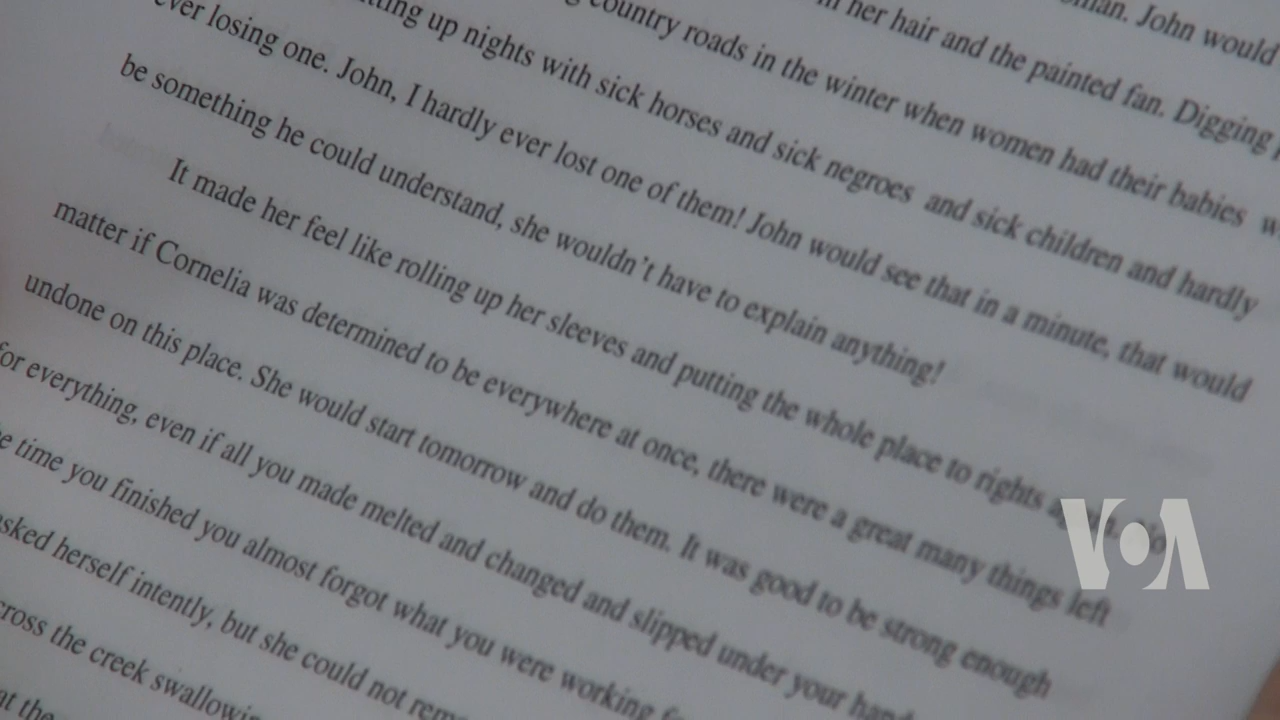 man. John would
her hair and the painted fan. Digging
country roads in the winter when women had their babies
up nights with sick horses and sick negroes and sick children and hardly
ever losing one. John, I hardly ever lost one of them! John would see that in a minute, that would
be something he could understand, she wouldn't have to explain anything!
It made her feel like rolling up her sleeves and putting the whole place to rights
matter if Cornelia was determined to be everywhere at once, there were a great many things left
undone on this place. She would start tomorrow and do them. It was good to be strong enough
for everything, even if all you made melted and changed and slipped under your
time you finished you almost forgot what you were working
asked herself intently, but she could not
the creek
at the
VOA